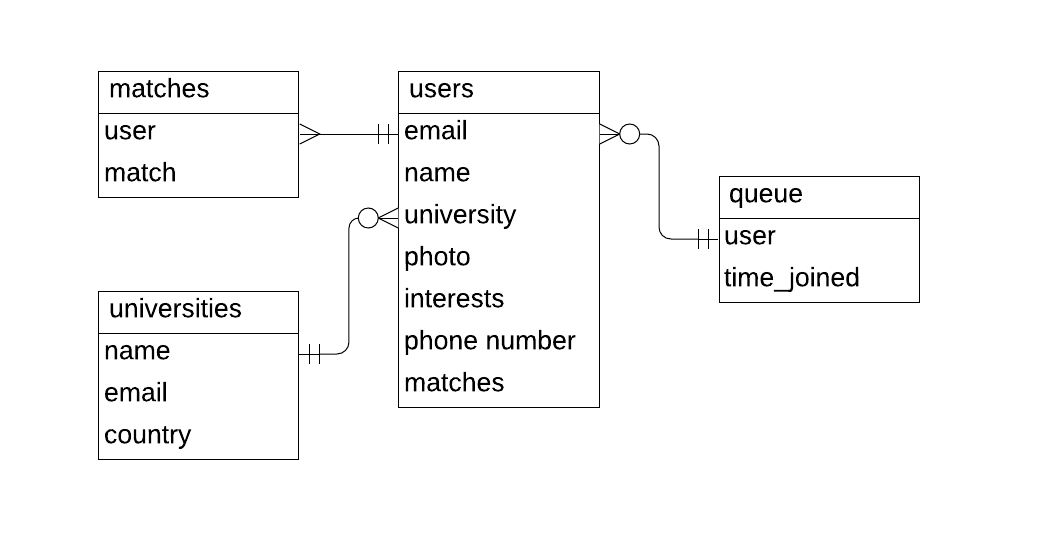 matches
user
match
users
email
name
university
photo
interests
phone number
matches
universities
name
email
country
queue
user
time_joined